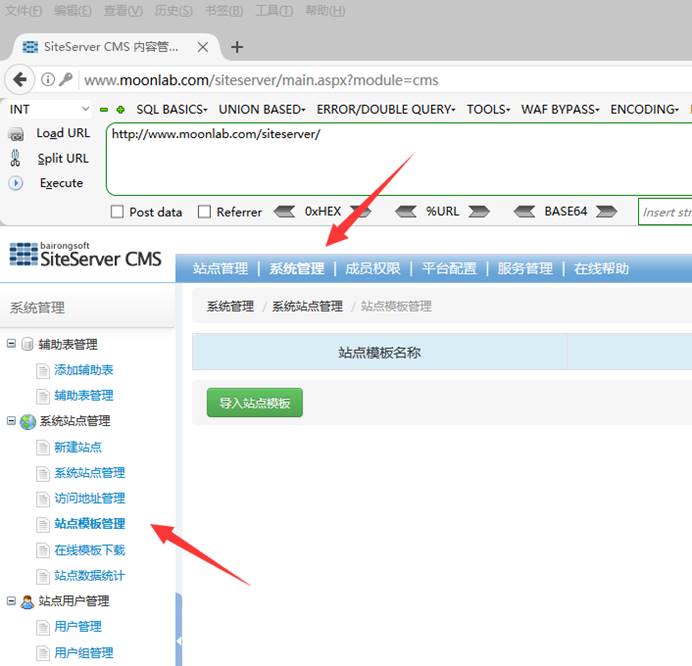 文件(F) 编辑(E) 查看(V) 历史(S) 书签(B) 工具(T) 帮助(H)
SiteServer CMS 内容管...
www.moonlab.com/siteserver/main.aspx?module=cms
INT SQL BASICS UNION BASED ERROR/DOUBLE QUERY TOOLS WAF BYPASS ENCODING
Load URL http://www.moonlab.com/siteserver/
Split URL
Execute
Post data Referrer 0xHEX %URL BASE64 Insert str
bairongsoft
SiteServer CMS
站点管理 | 系统管理 | 成员权限 | 平台配置 | 服务管理 | 在线帮助
系统管理
系统管理 / 系统站点管理 / 站点模板管理
辅助表管理
添加辅助表
辅助表管理
系统站点管理
新建站点
系统站点管理
访问地址管理
站点模板管理
在线模板下载
站点数据统计
站点用户管理
用户管理
用户组管理
站点模板名称
导入站点模板